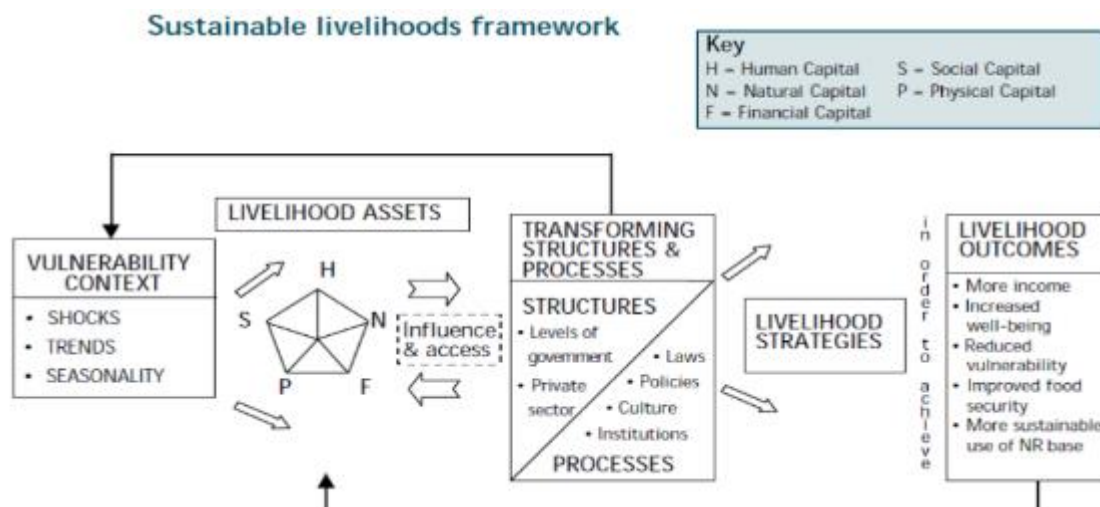 Sustainable livelihoods framework
Key
H – Human Capital
S – Social Capital
N – Natural Capital
P – Physical Capital
F – Financial Capital
LIVELIHOOD ASSETS
VULNERABILITY
CONTEXT
• SHOCKS
• TRENDS
• SEASONALITY
H
S
N
P
F
Influence
& access
TRANSFORMING
STRUCTURES &
PROCESSES
STRUCTURES
• Levels of
government
• Private
sector
• Laws
• Policies
• Culture
• Institutions
PROCESSES
LIVELIHOOD
STRATEGIES
in order to achieve
LIVELIHOOD
OUTCOMES
• More income
• Increased
well-being
• Reduced
vulnerability
• Improved food
security
• More sustainable
use of NR base